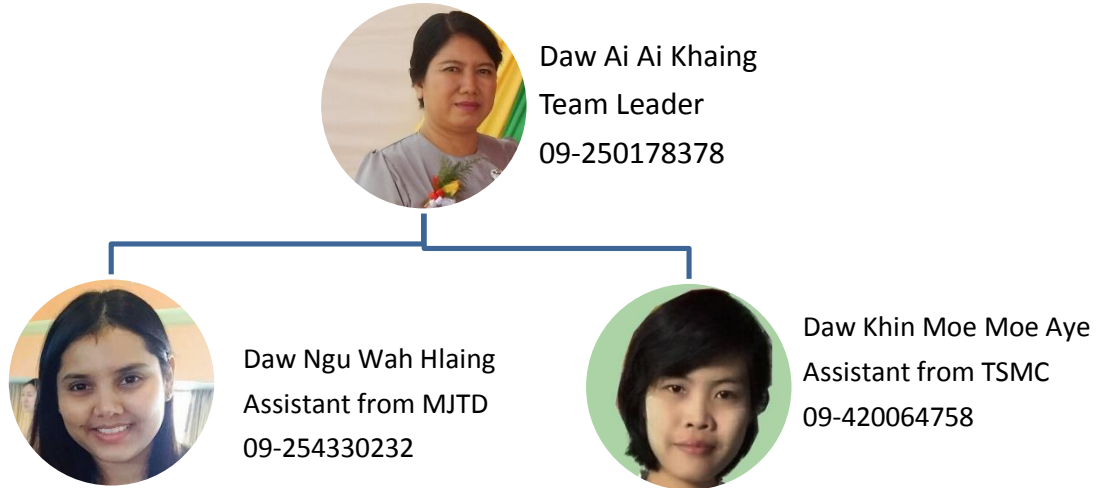 Daw Ai Ai Khaing
Team Leader
09-250178378
Daw Ngu Wah Hlaing
Assistant from MJTD
09-254330232
Daw Khin Moe Moe Aye
Assistant from TSMC
09-420064758